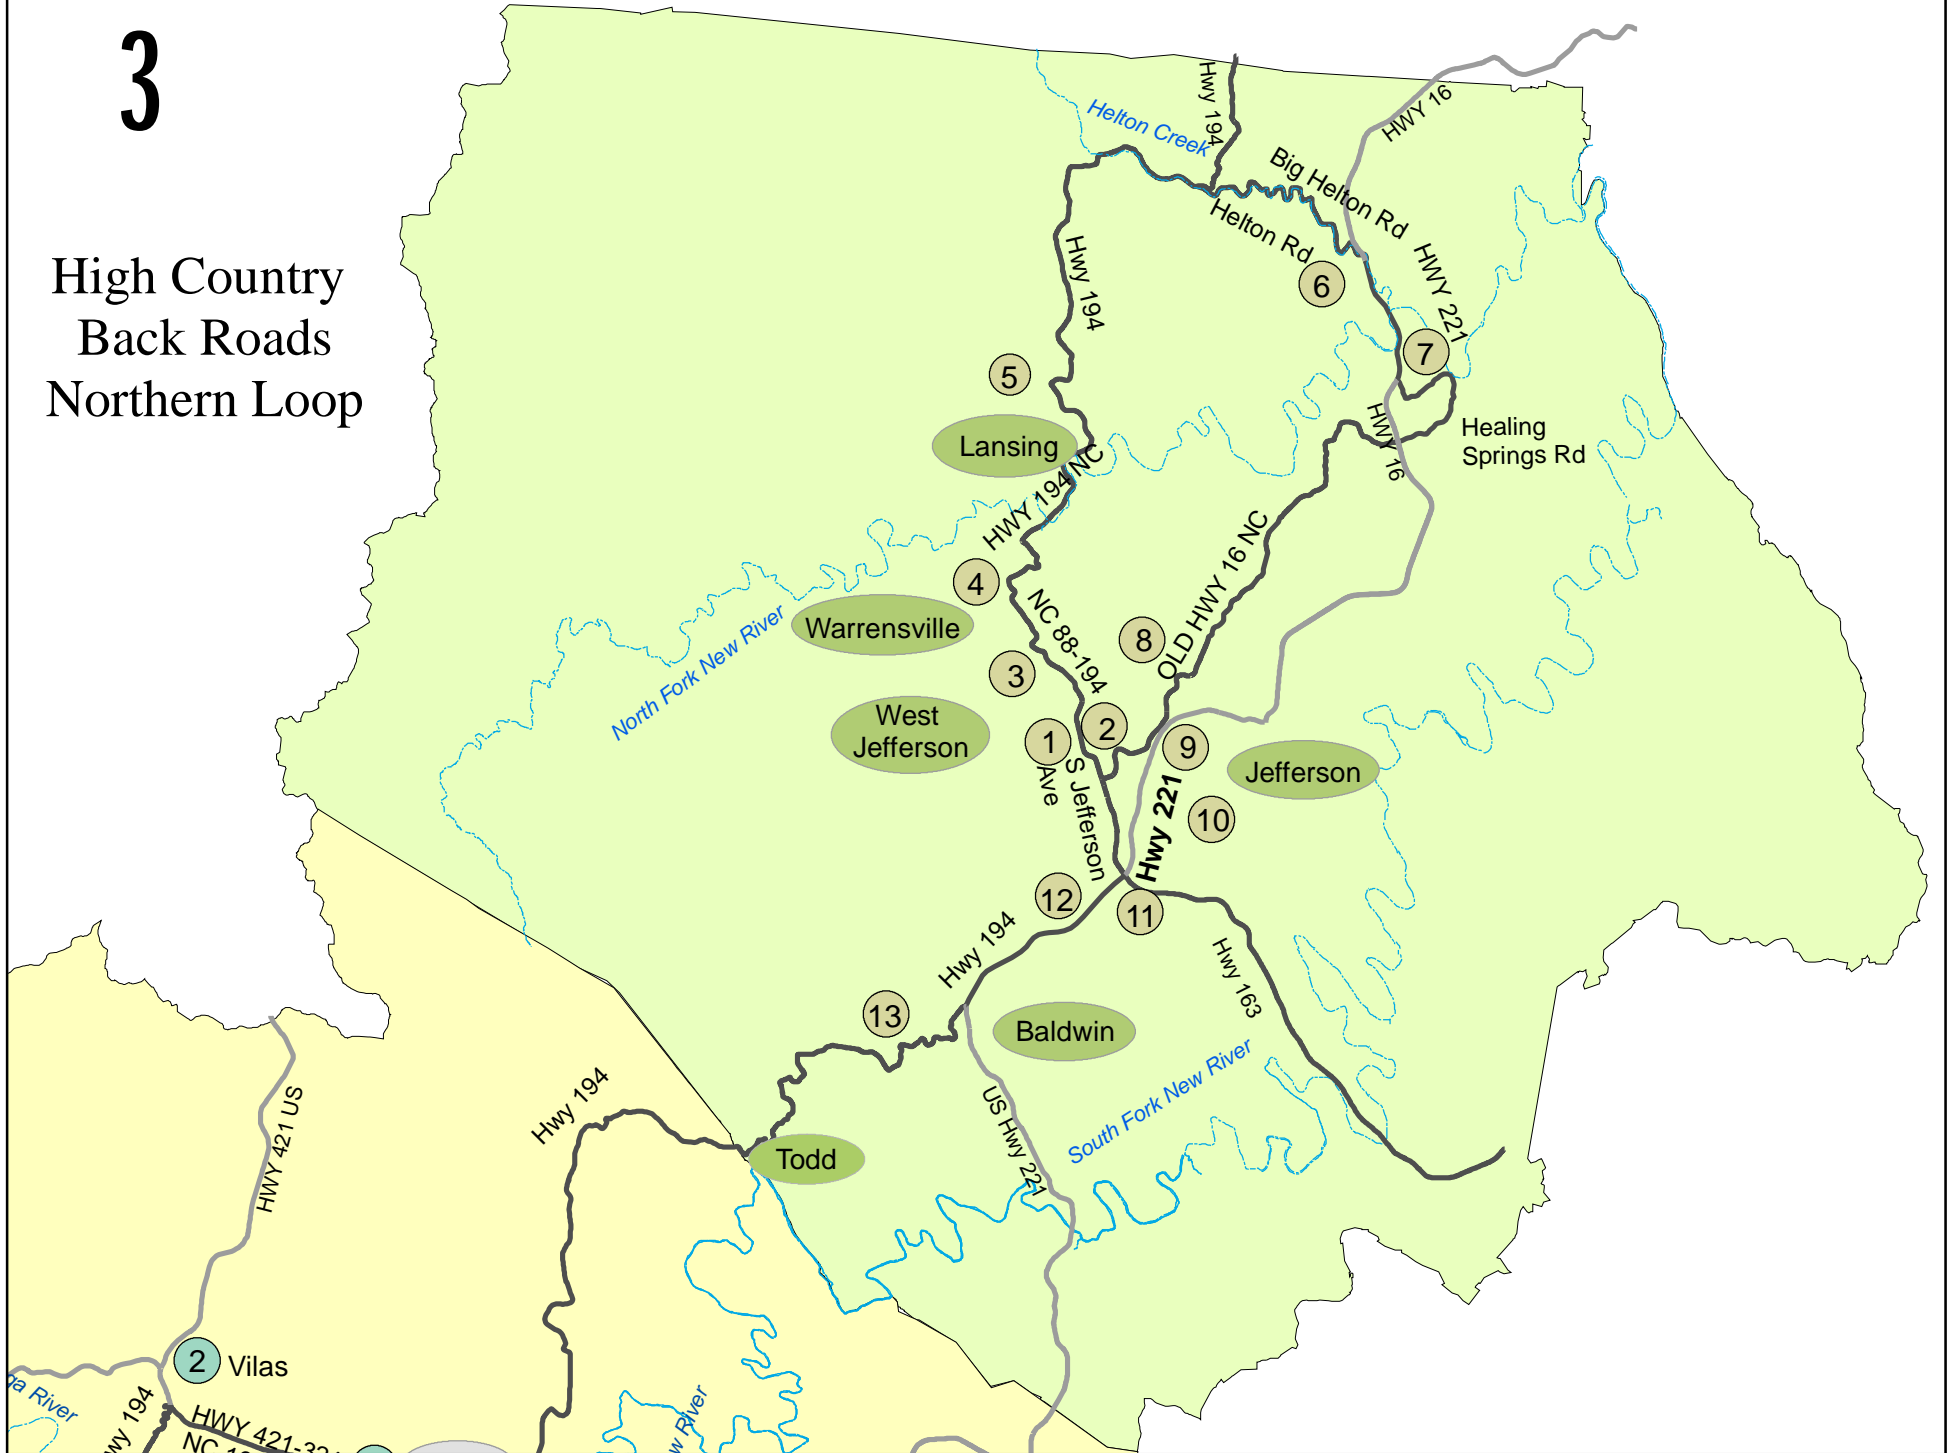 3
High Country
Back Roads
Northern Loop
Hwy 194
HWY 16
Helton Creek
Big Helton Rd
Helton Rd
HWY 221
6
Hwy 194
7
5
HWY 16
Healing
Springs Rd
Lansing
HWY 194 NC
OLD HWY 16 NC
4
NC 88-194
Warrensville
North Fork New River
8
3
West
Jefferson
1
2
9
Jefferson
S Jefferson
Ave
Hwy 221
10
12
11
Hwy 194
Hwy 163
13
Baldwin
South Fork New River
US Hwy 221
Hwy 194
HWY 421 US
Todd
2
Vilas
River
194
HWY
River